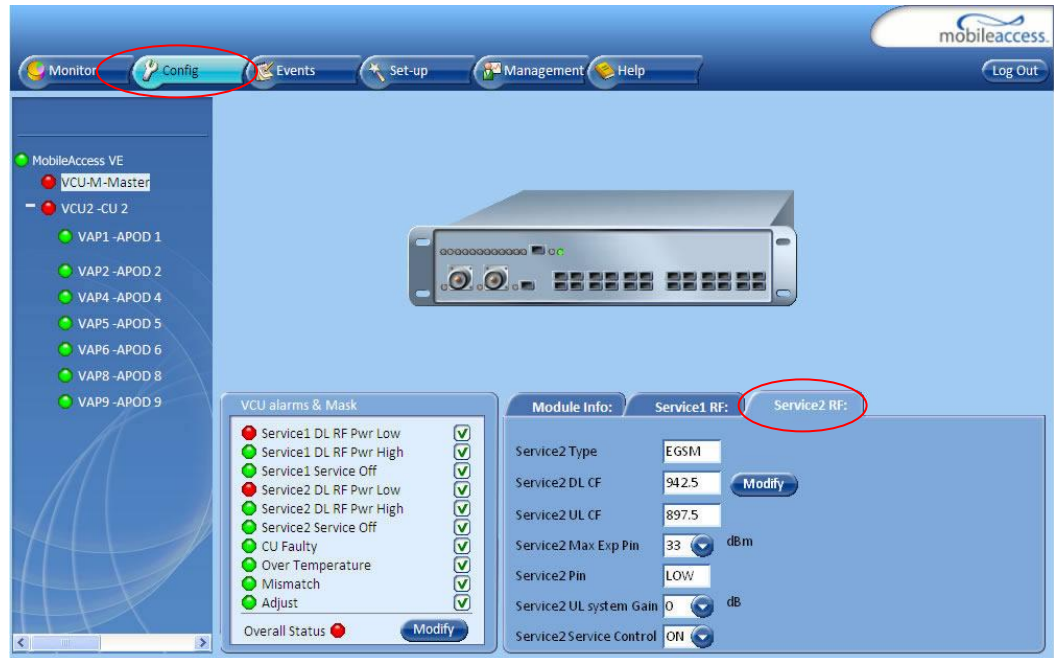 mobileaccess.
Monitor Config Events Set-up Management Help Log Out
MobileAccess VE
VCU-M-Master
VCU2 -CU 2
VAP1 -APOD 1
VAP2 -APOD 2
VAP4 -APOD 4
VAP5 -APOD 5
VAP6 -APOD 6
VAP8 -APOD 8
VAP9 -APOD 9
VCU alarms & Mask
Service1 DL RF Pwr Low
Service1 DL RF Pwr High
Service1 Service Off
Service2 DL RF Pwr Low
Service2 DL RF Pwr High
Service2 Service Off
CU Faulty
Over Temperature
Mismatch
Adjust
Overall Status Modify
Module Info: Service1 RF: Service2 RF:
Service2 Type EGSM
Service2 DL CF 942.5 Modify
Service2 UL CF 897.5
Service2 Max Exp Pin 33 dBm
Service2 Pin LOW
Service2 UL system Gain 0 dB
Service2 Service Control ON